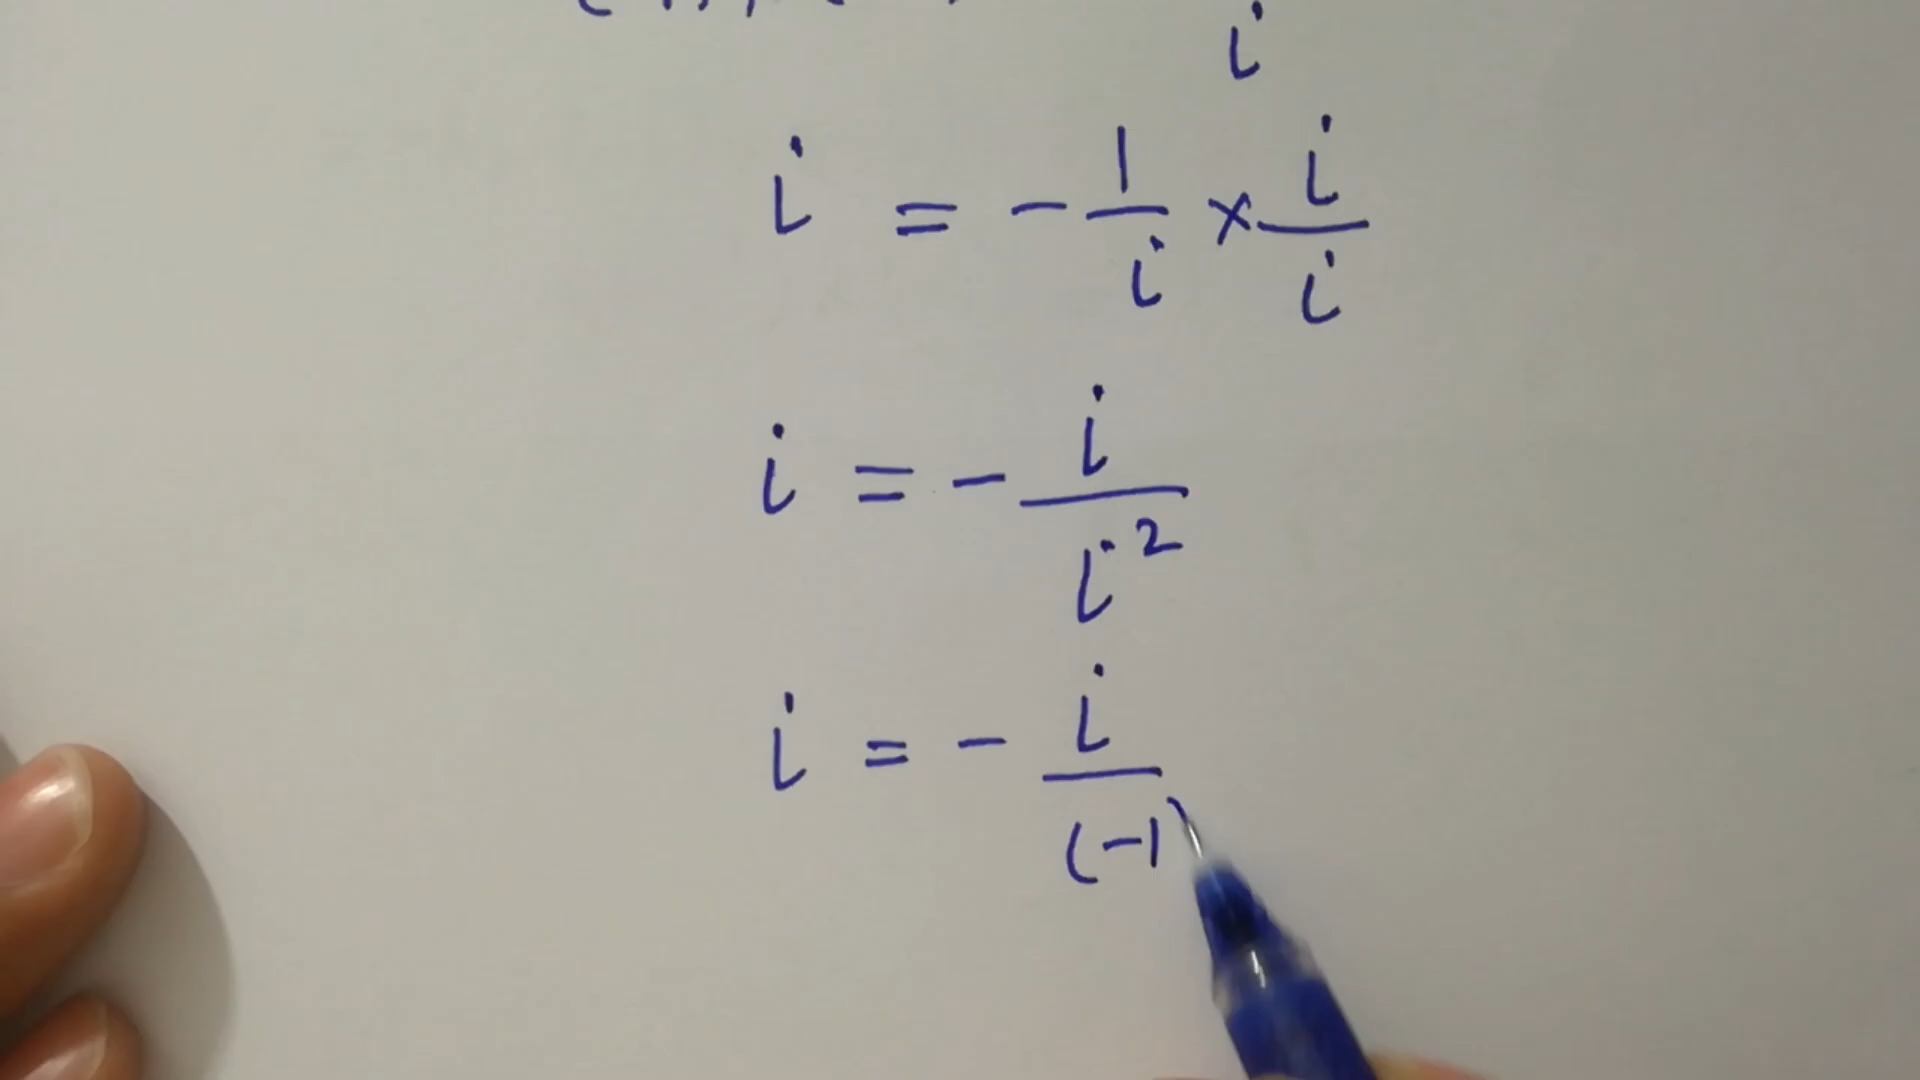 i
i = - 1/i × i/i
i = - i/i²
i = - i/(-1)